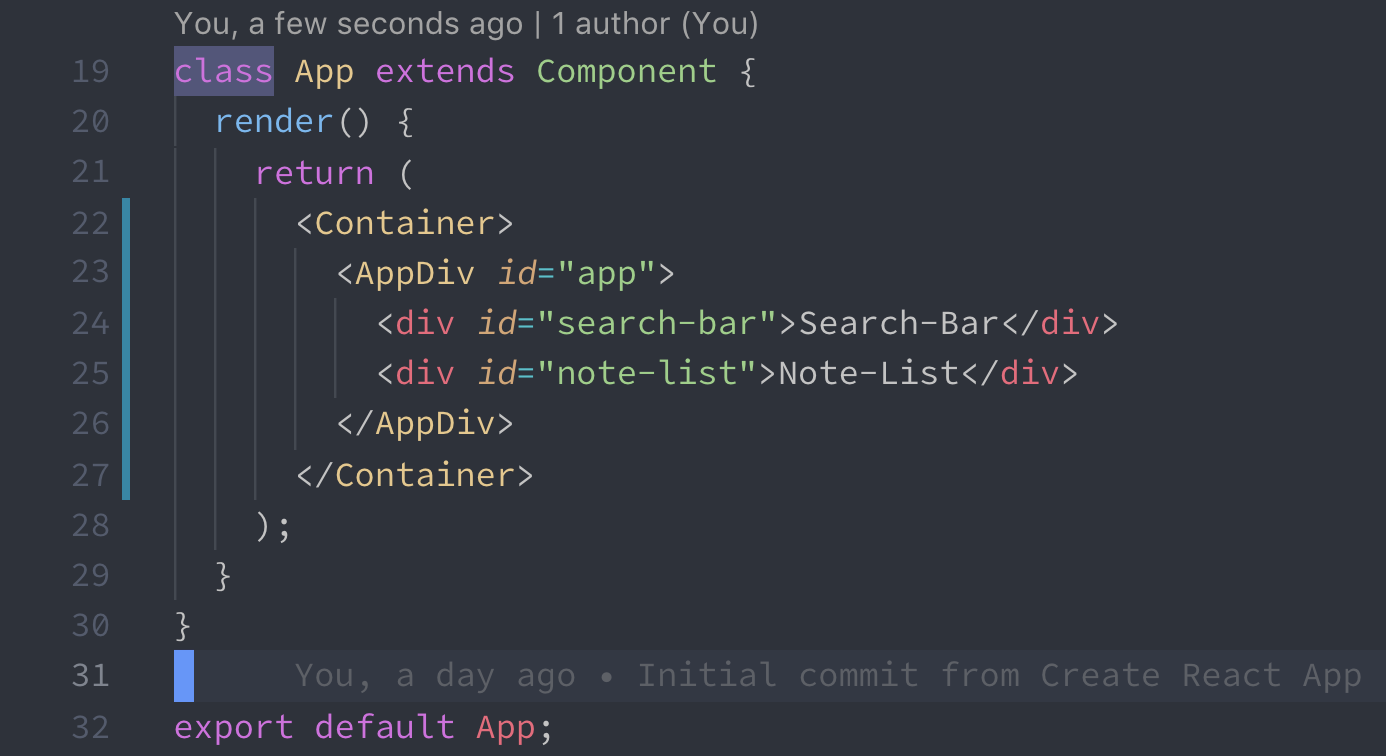 You, a few seconds ago | 1 author (You)
19 class App extends Component {
20 render() {
21 return (
22 <Container>
23 <AppDiv id="app">
24 <div id="search-bar">Search-Bar</div>
25 <div id="note-list">Note-List</div>
26 </AppDiv>
27 </Container>
28 );
29 }
30 }
31 You, a day ago • Initial commit from Create React App
32 export default App;